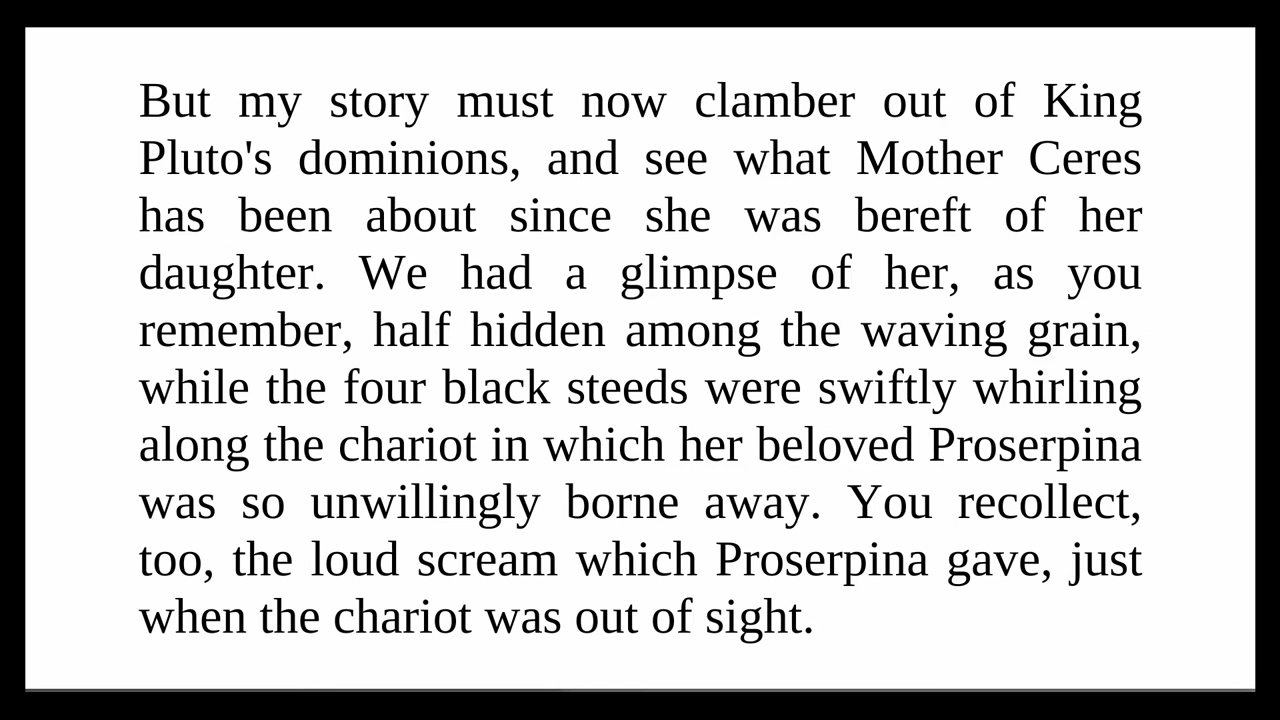 But my story must now clamber out of King
Pluto's dominions, and see what Mother Ceres
has been about since she was bereft of her
daughter. We had a glimpse of her, as you
remember, half hidden among the waving grain,
while the four black steeds were swiftly whirling
along the chariot in which her beloved Proserpina
was so unwillingly borne away. You recollect,
too, the loud scream which Proserpina gave, just
when the chariot was out of sight.